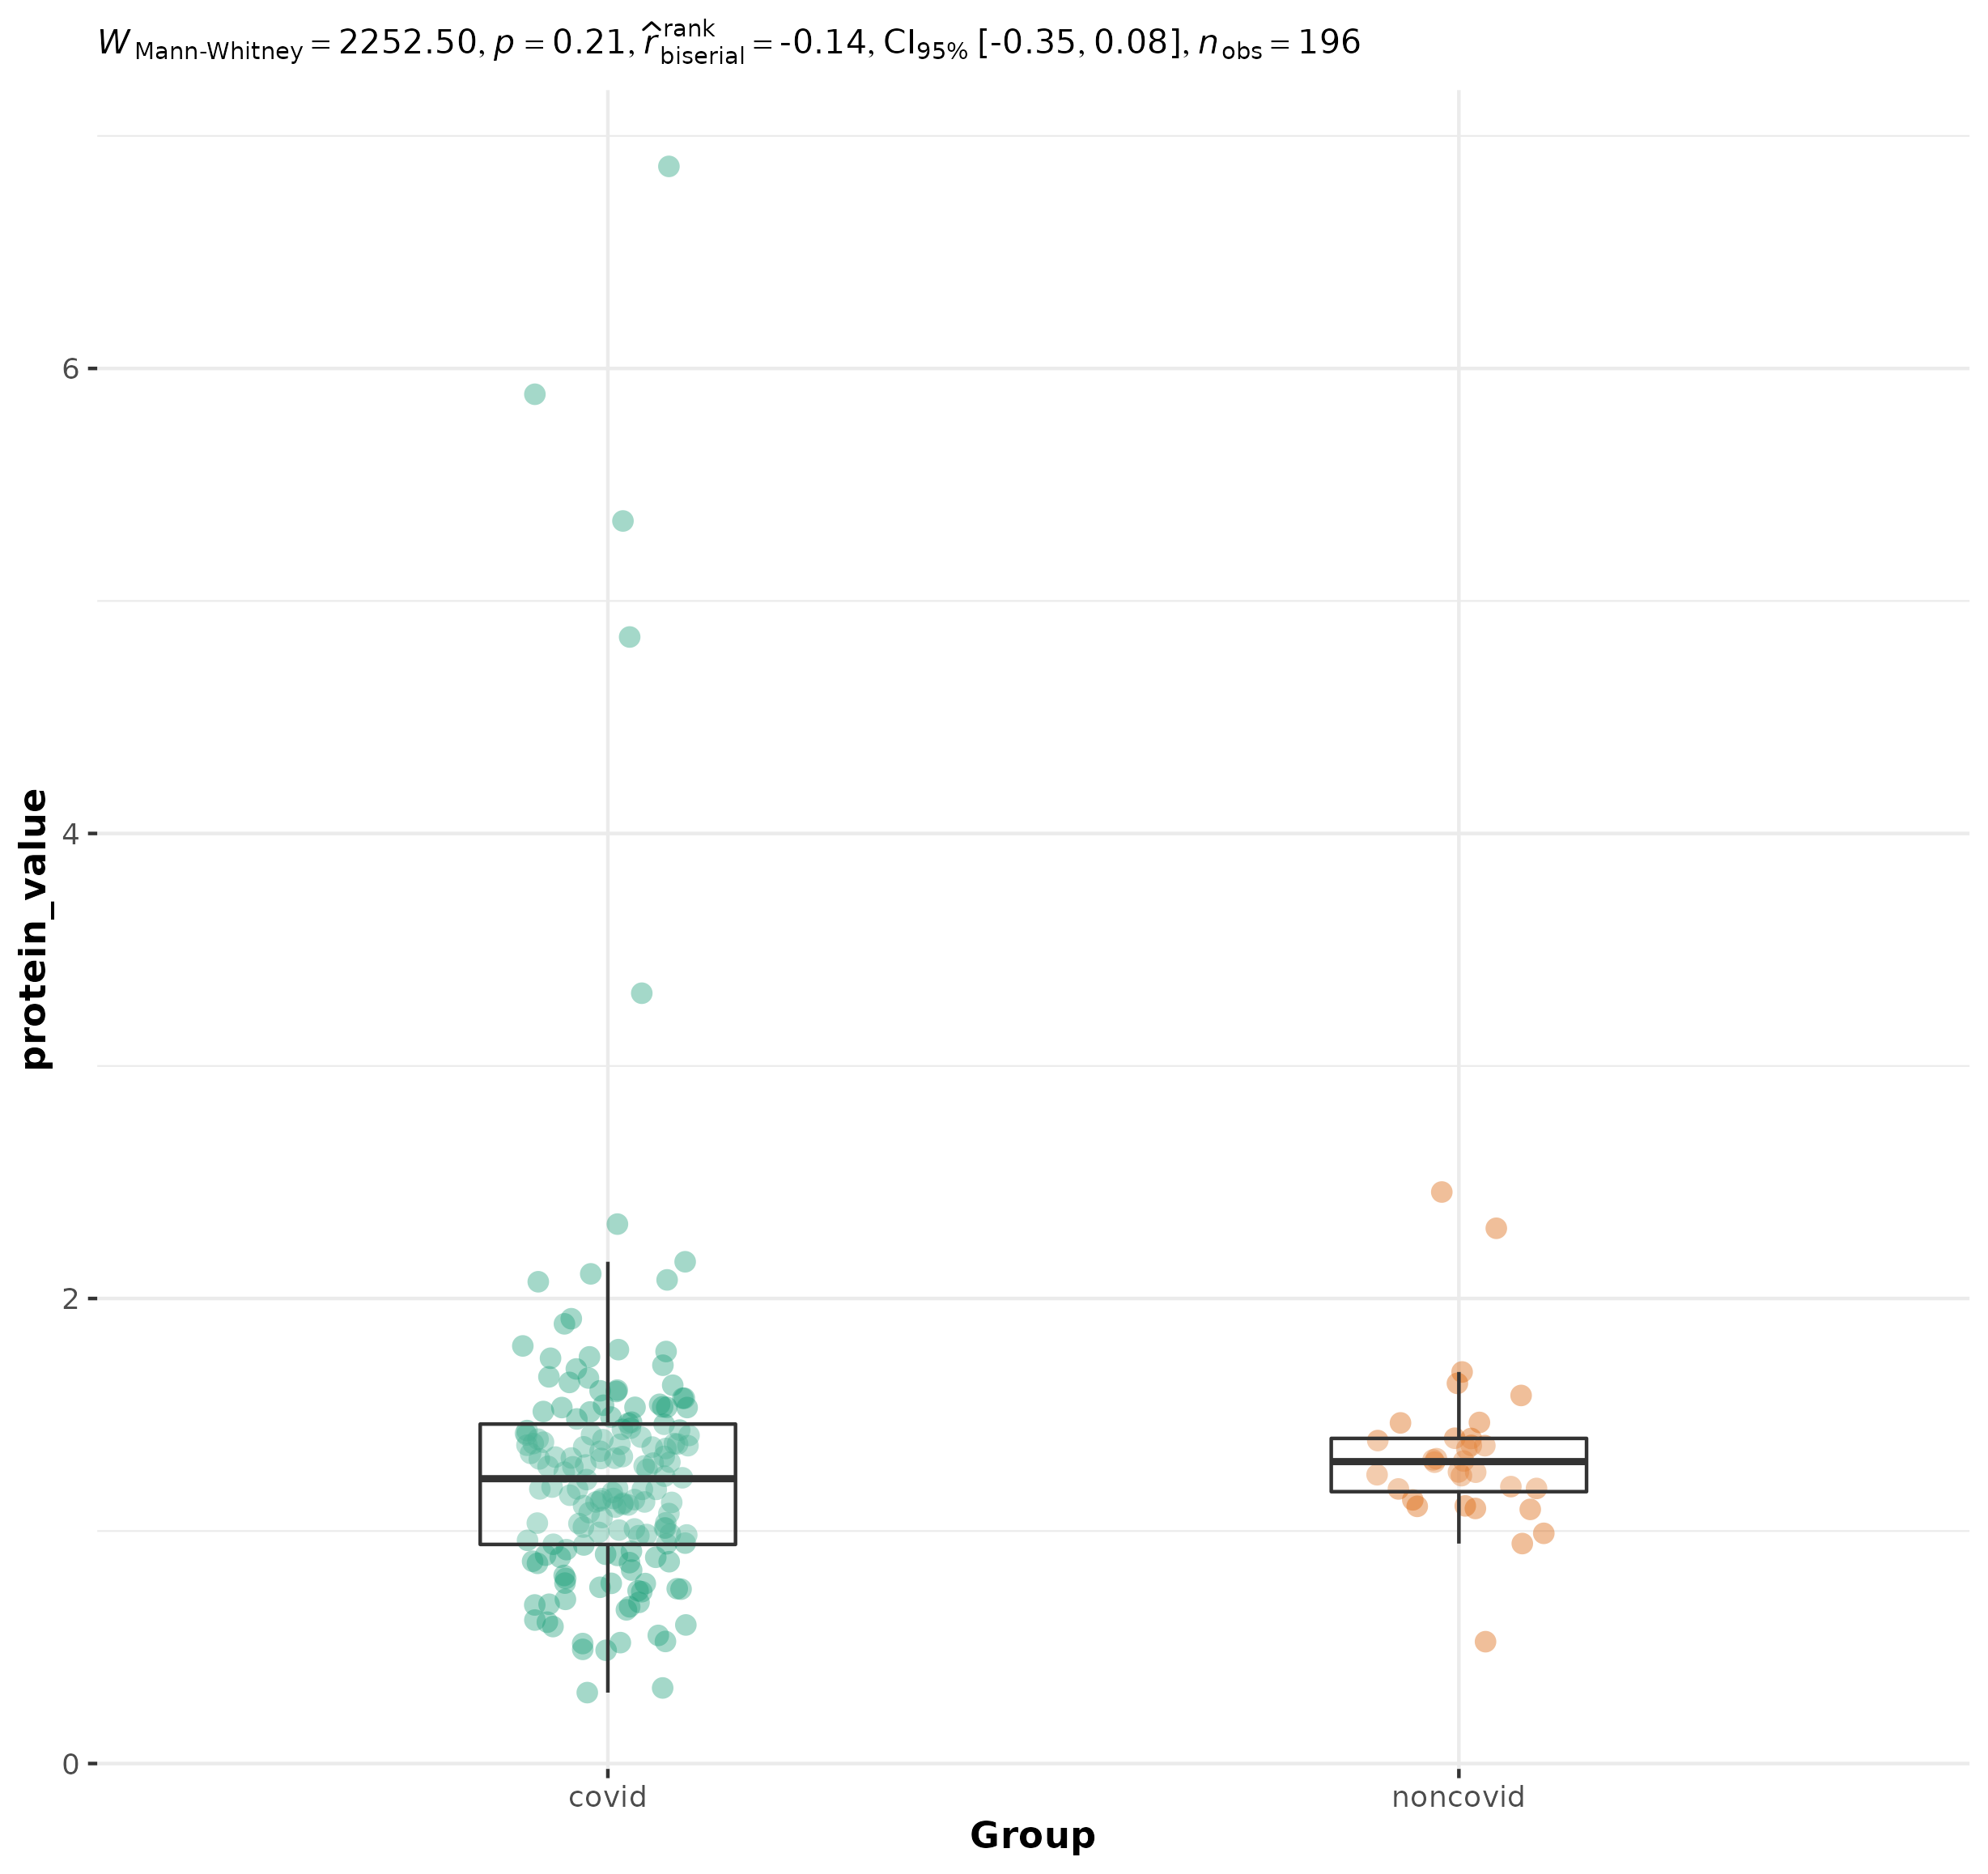 W Mann-Whitney = 2252.50, p = 0.21, r̂ rank biserial = -0.14, CI95% [-0.35, 0.08], nobs = 196
6
4
2
0
protein_value
covid noncovid
Group